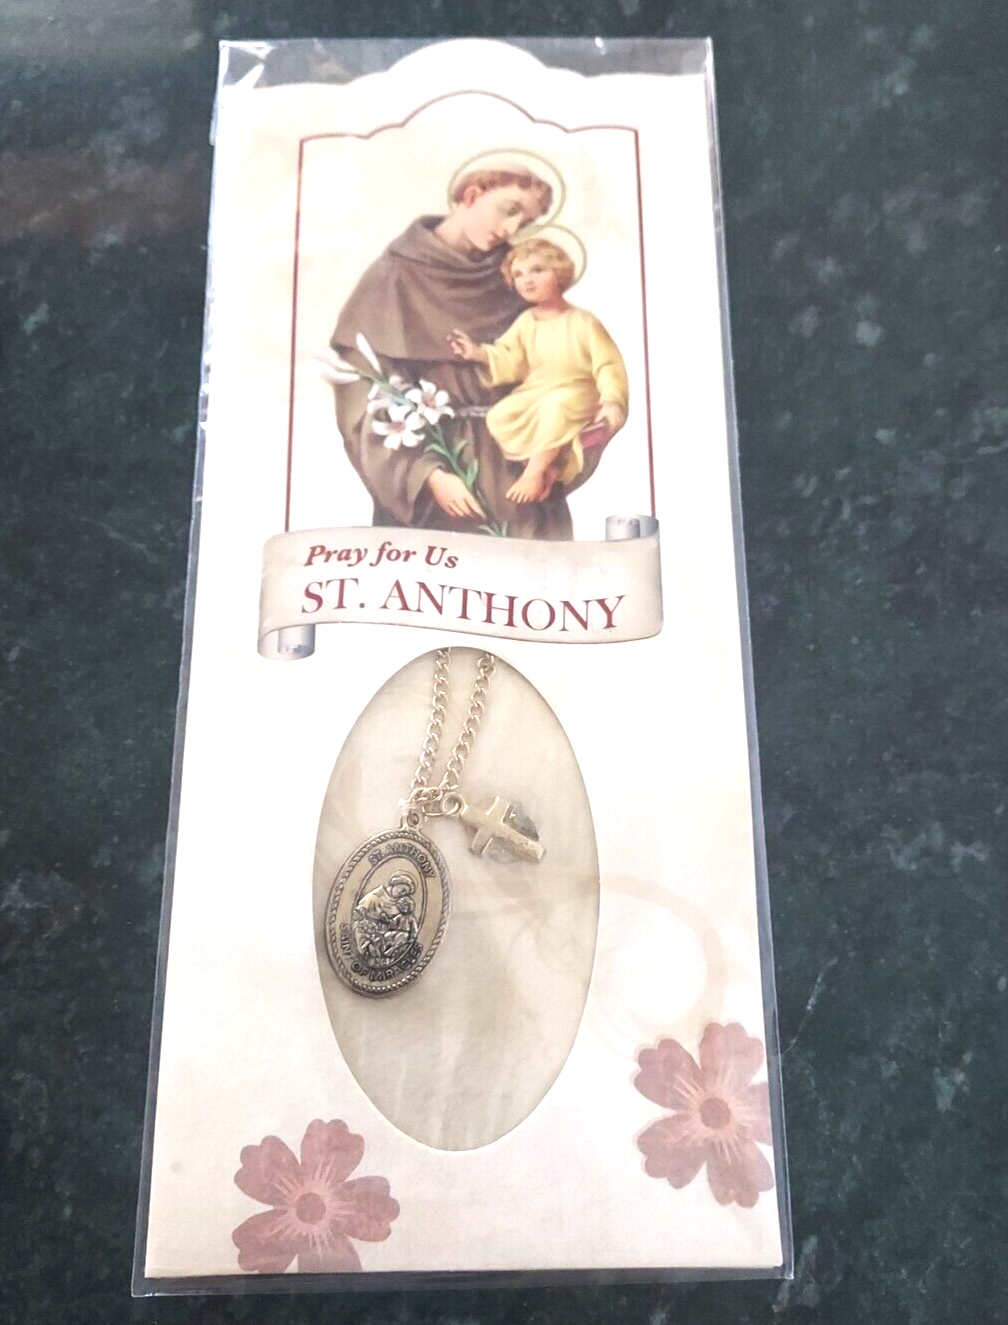 Pray for Us
ST. ANTHONY
ST. ANTHONY
SAINT OF MIRACLES